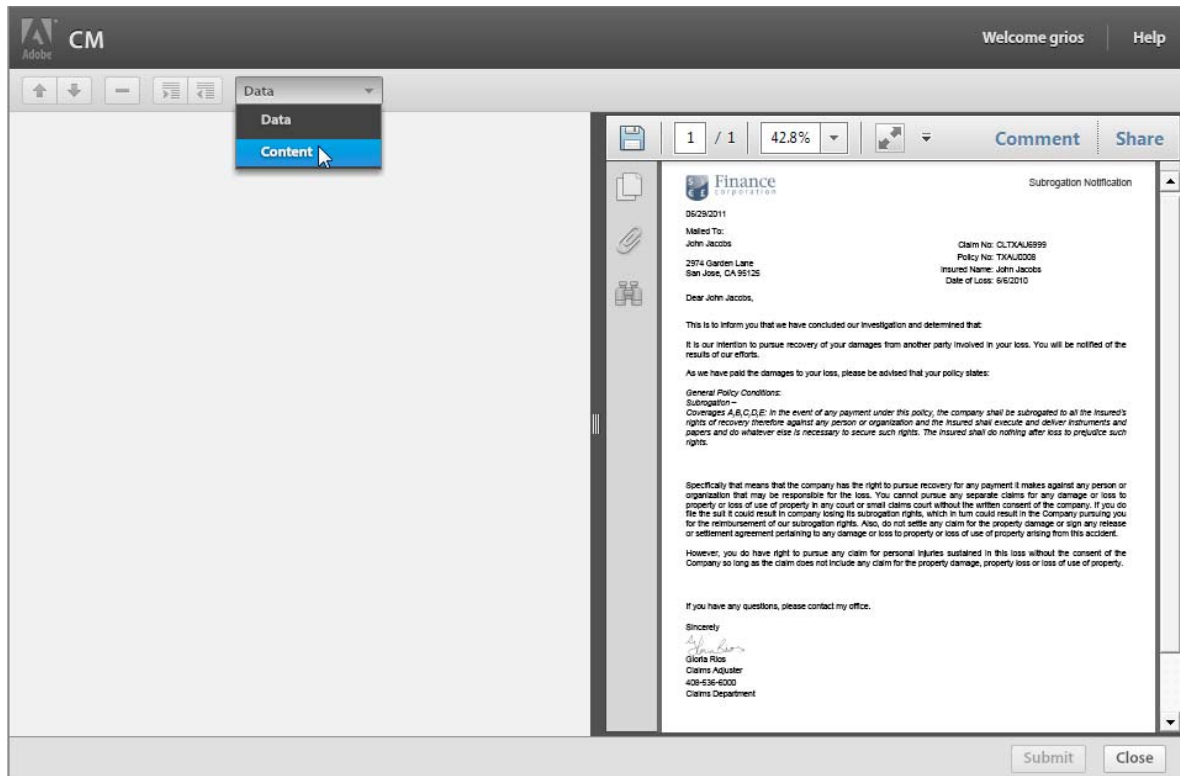 Adobe
CM
Welcome grios
Help
Data
Data
Content
1 / 1
42.8%
Comment
Share
Finance
corporation
Subrogation Notification
06/29/2011
Mailed To:
John Jacobs
2974 Garden Lane
San Jose, CA 95125
Claim No: CLTXAU6999
Policy No: TXAU0008
Insured Name: John Jacobs
Date of Loss: 6/6/2010
Dear John Jacobs,
This is to inform you that we have concluded our investigation and determined that:
It is our intention to pursue recovery of your damages from another party involved in your loss. You will be notified of the
results of our efforts.
As we have paid the damages to your loss, please be advised that your policy states:
General Policy Conditions:
Subrogation –
Coverages A,B,C,D,E: In the event of any payment under this policy, the company shall be subrogated to all the insured's
rights of recovery therefore against any person or organization and the insured shall execute and deliver instruments and
papers and do whatever else is necessary to secure such rights. The insured shall do nothing after loss to prejudice such
rights.
Specifically that means that the company has the right to pursue recovery for any payment it makes against any person or
organization that may be responsible for the loss. You cannot pursue any separate claims for any damage or loss to
property or loss of use of property in any court or small claims court without the written consent of the company. If you do
file the suit it could result in company losing its subrogation rights, which in turn could result in the Company pursuing you
for the reimbursement of our subrogation rights. Also, do not settle any claim for the property damage or sign any release
or settlement agreement pertaining to any damage or loss to property or loss of use of property arising from this accident.
However, you do have right to pursue any claim for personal injuries sustained in this loss without the consent of the
Company so long as the claim does not include any claim for the property damage, property loss or loss of use of property.
If you have any questions, please contact my office.
Sincerely
Gloria Rios
Gloria Rios
Claims Adjuster
408-536-6000
Claims Department
Submit
Close